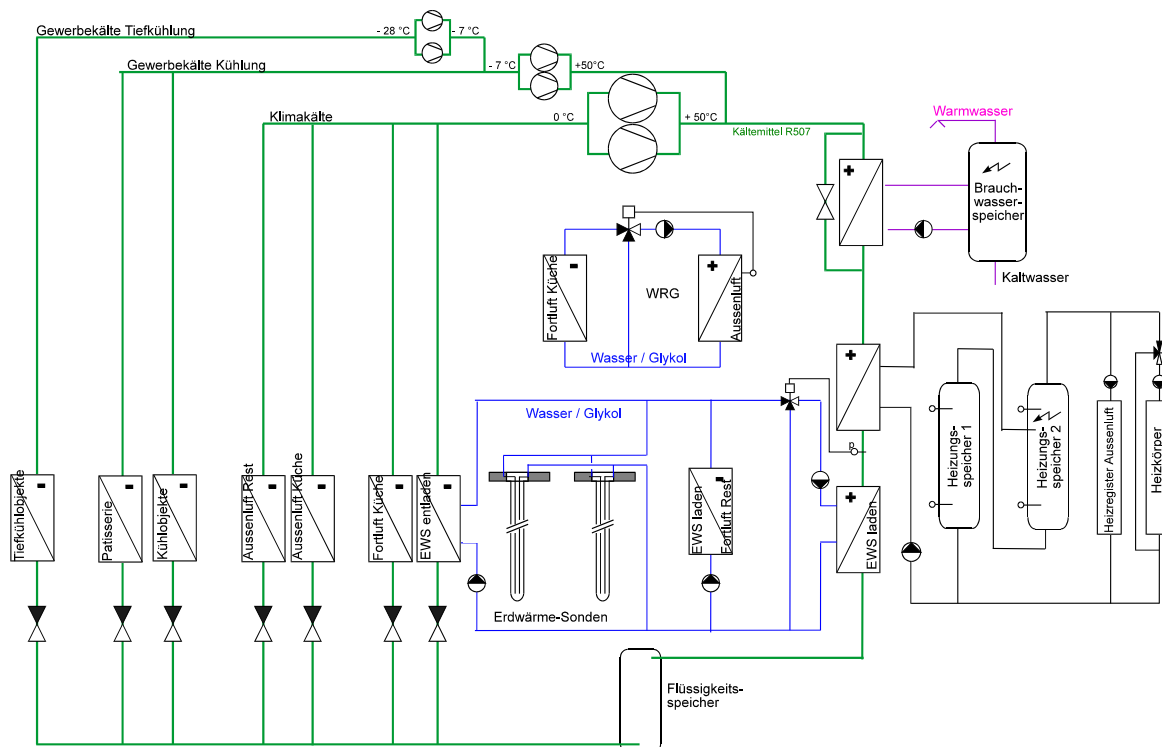 Gewerbekälte Tiefkühlung
- 28 °C
- 7 °C
Gewerbekälte Kühlung
- 7 °C
+50°C
Klimakälte
0 °C
+ 50°C
Kältemittel R507
Warmwasser
Brauch-
wasser-
speicher
Kaltwasser
Fortluft Küche
WRG
Aussenluft
Wasser / Glykol
Wasser / Glykol
p
Heizungs-
speicher 1
Heizungs-
speicher 2
Heizregister Aussenluft
Heizkörper
Tiefkühlobjekte
Patisserie
Kühlobjekte
Aussenluft Rest
Aussenluft Küche
Fortluft Küche
EWS entladen
EWS laden
Fortluft Rest
EWS laden
Erdwärme-Sonden
Flüssigkeits-
speicher